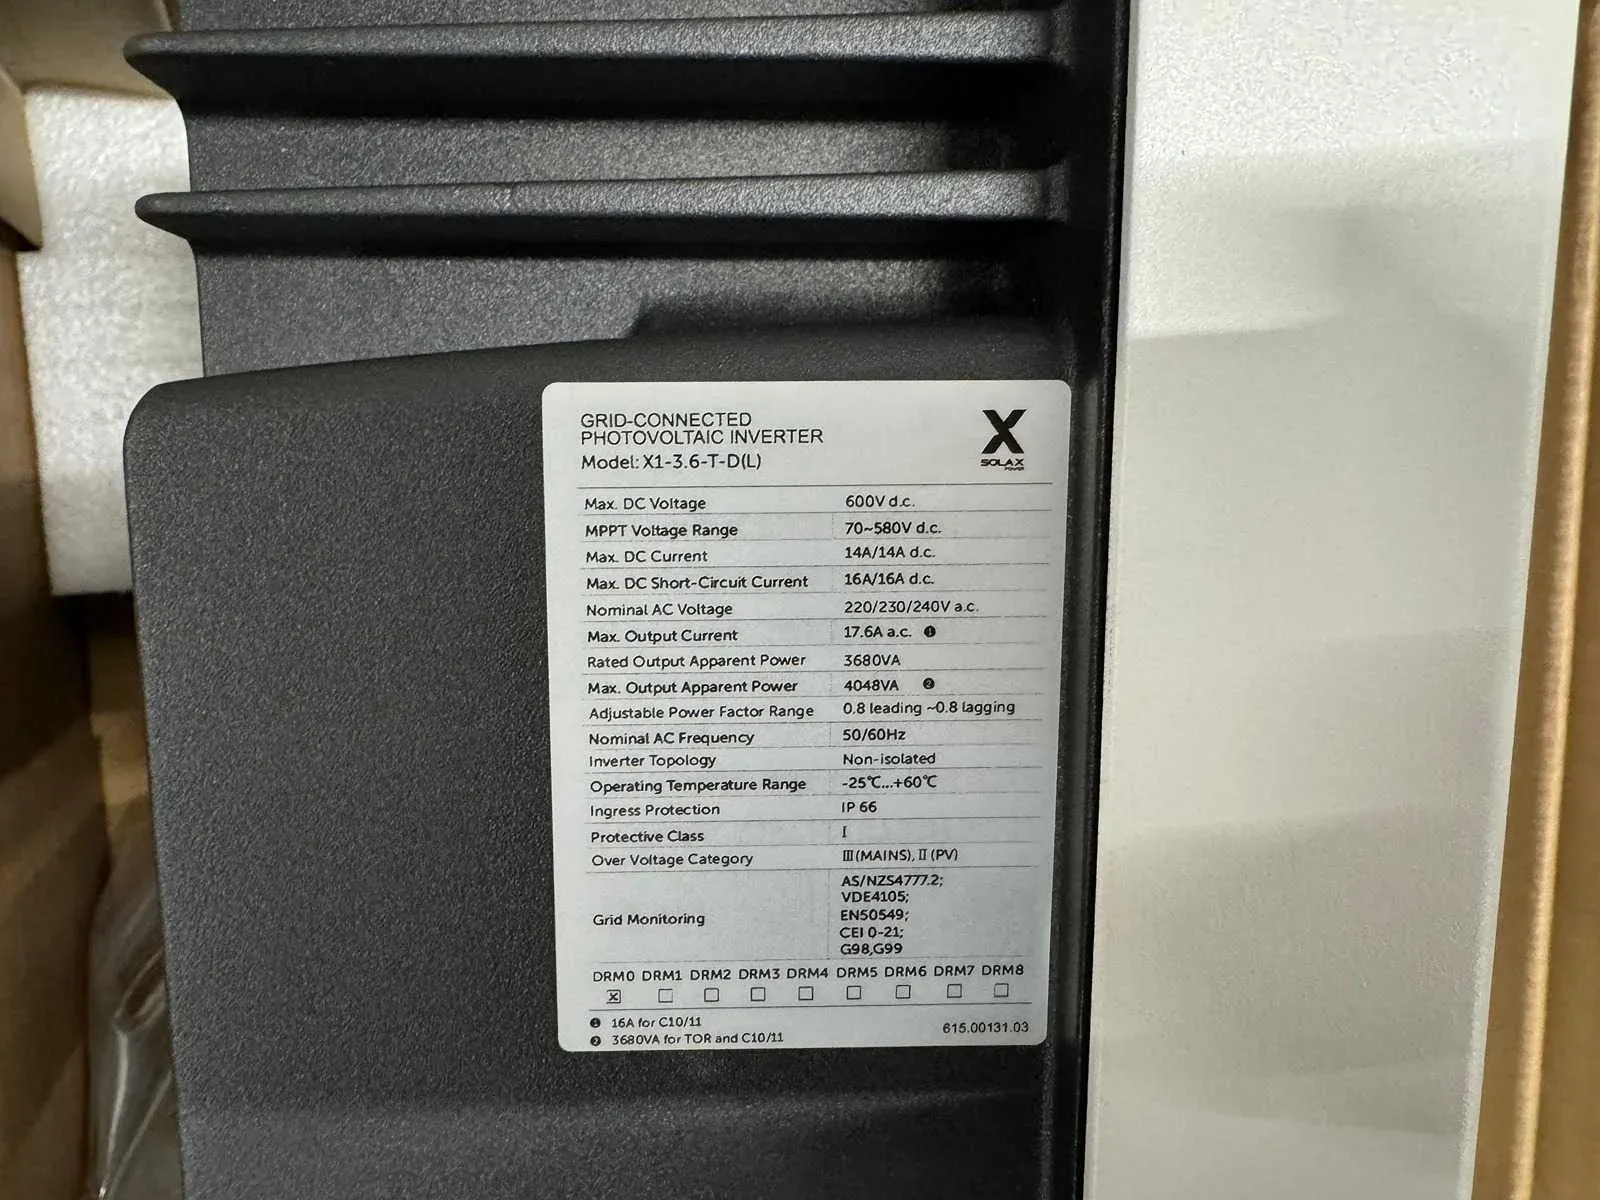 GRID-CONNECTED
PHOTOVOLTAIC INVERTER
Model: X1-3.6-T-D(L)
X
SOLAX
POWER
Max. DC Voltage 600V d.c.
MPPT Voltage Range 70~580V d.c.
Max. DC Current 14A/14A d.c.
Max. DC Short-Circuit Current 16A/16A d.c.
Nominal AC Voltage 220/230/240V a.c.
Max. Output Current 17.6A a.c. ❶
Rated Output Apparent Power 3680VA
Max. Output Apparent Power 4048VA ❷
Adjustable Power Factor Range 0.8 leading ~0.8 lagging
Nominal AC Frequency 50/60Hz
Inverter Topology Non-isolated
Operating Temperature Range -25℃...+60℃
Ingress Protection IP 66
Protective Class Ⅰ
Over Voltage Category Ⅲ(MAINS), Ⅱ(PV)
Grid Monitoring AS/NZS4777.2;
VDE4105;
EN50549;
CEI 0-21;
G98,G99
DRM0 DRM1 DRM2 DRM3 DRM4 DRM5 DRM6 DRM7 DRM8
☒ ☐ ☐ ☐ ☐ ☐ ☐ ☐ ☐
❶ 16A for C10/11
❷ 3680VA for TOR and C10/11
615.00131.03